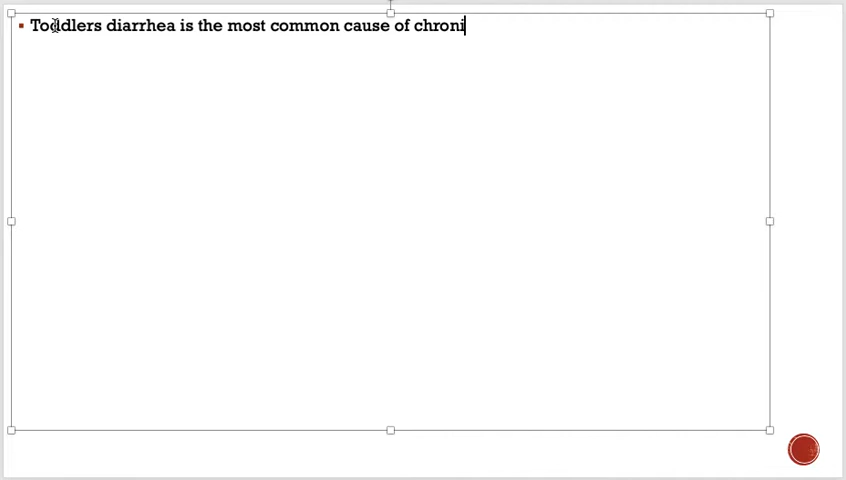 Toddlers diarrhea is the most common cause of chroni